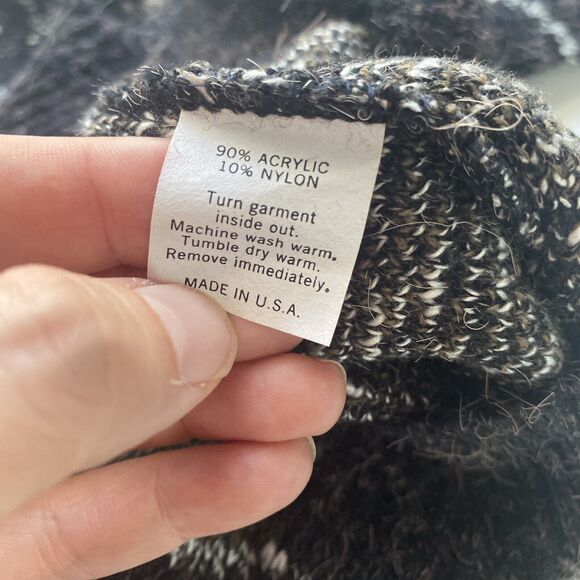 90% ACRYLIC
10% NYLON
Turn garment
inside out.
Machine wash warm.
Tumble dry warm.
Remove immediately.
MADE IN U.S.A.